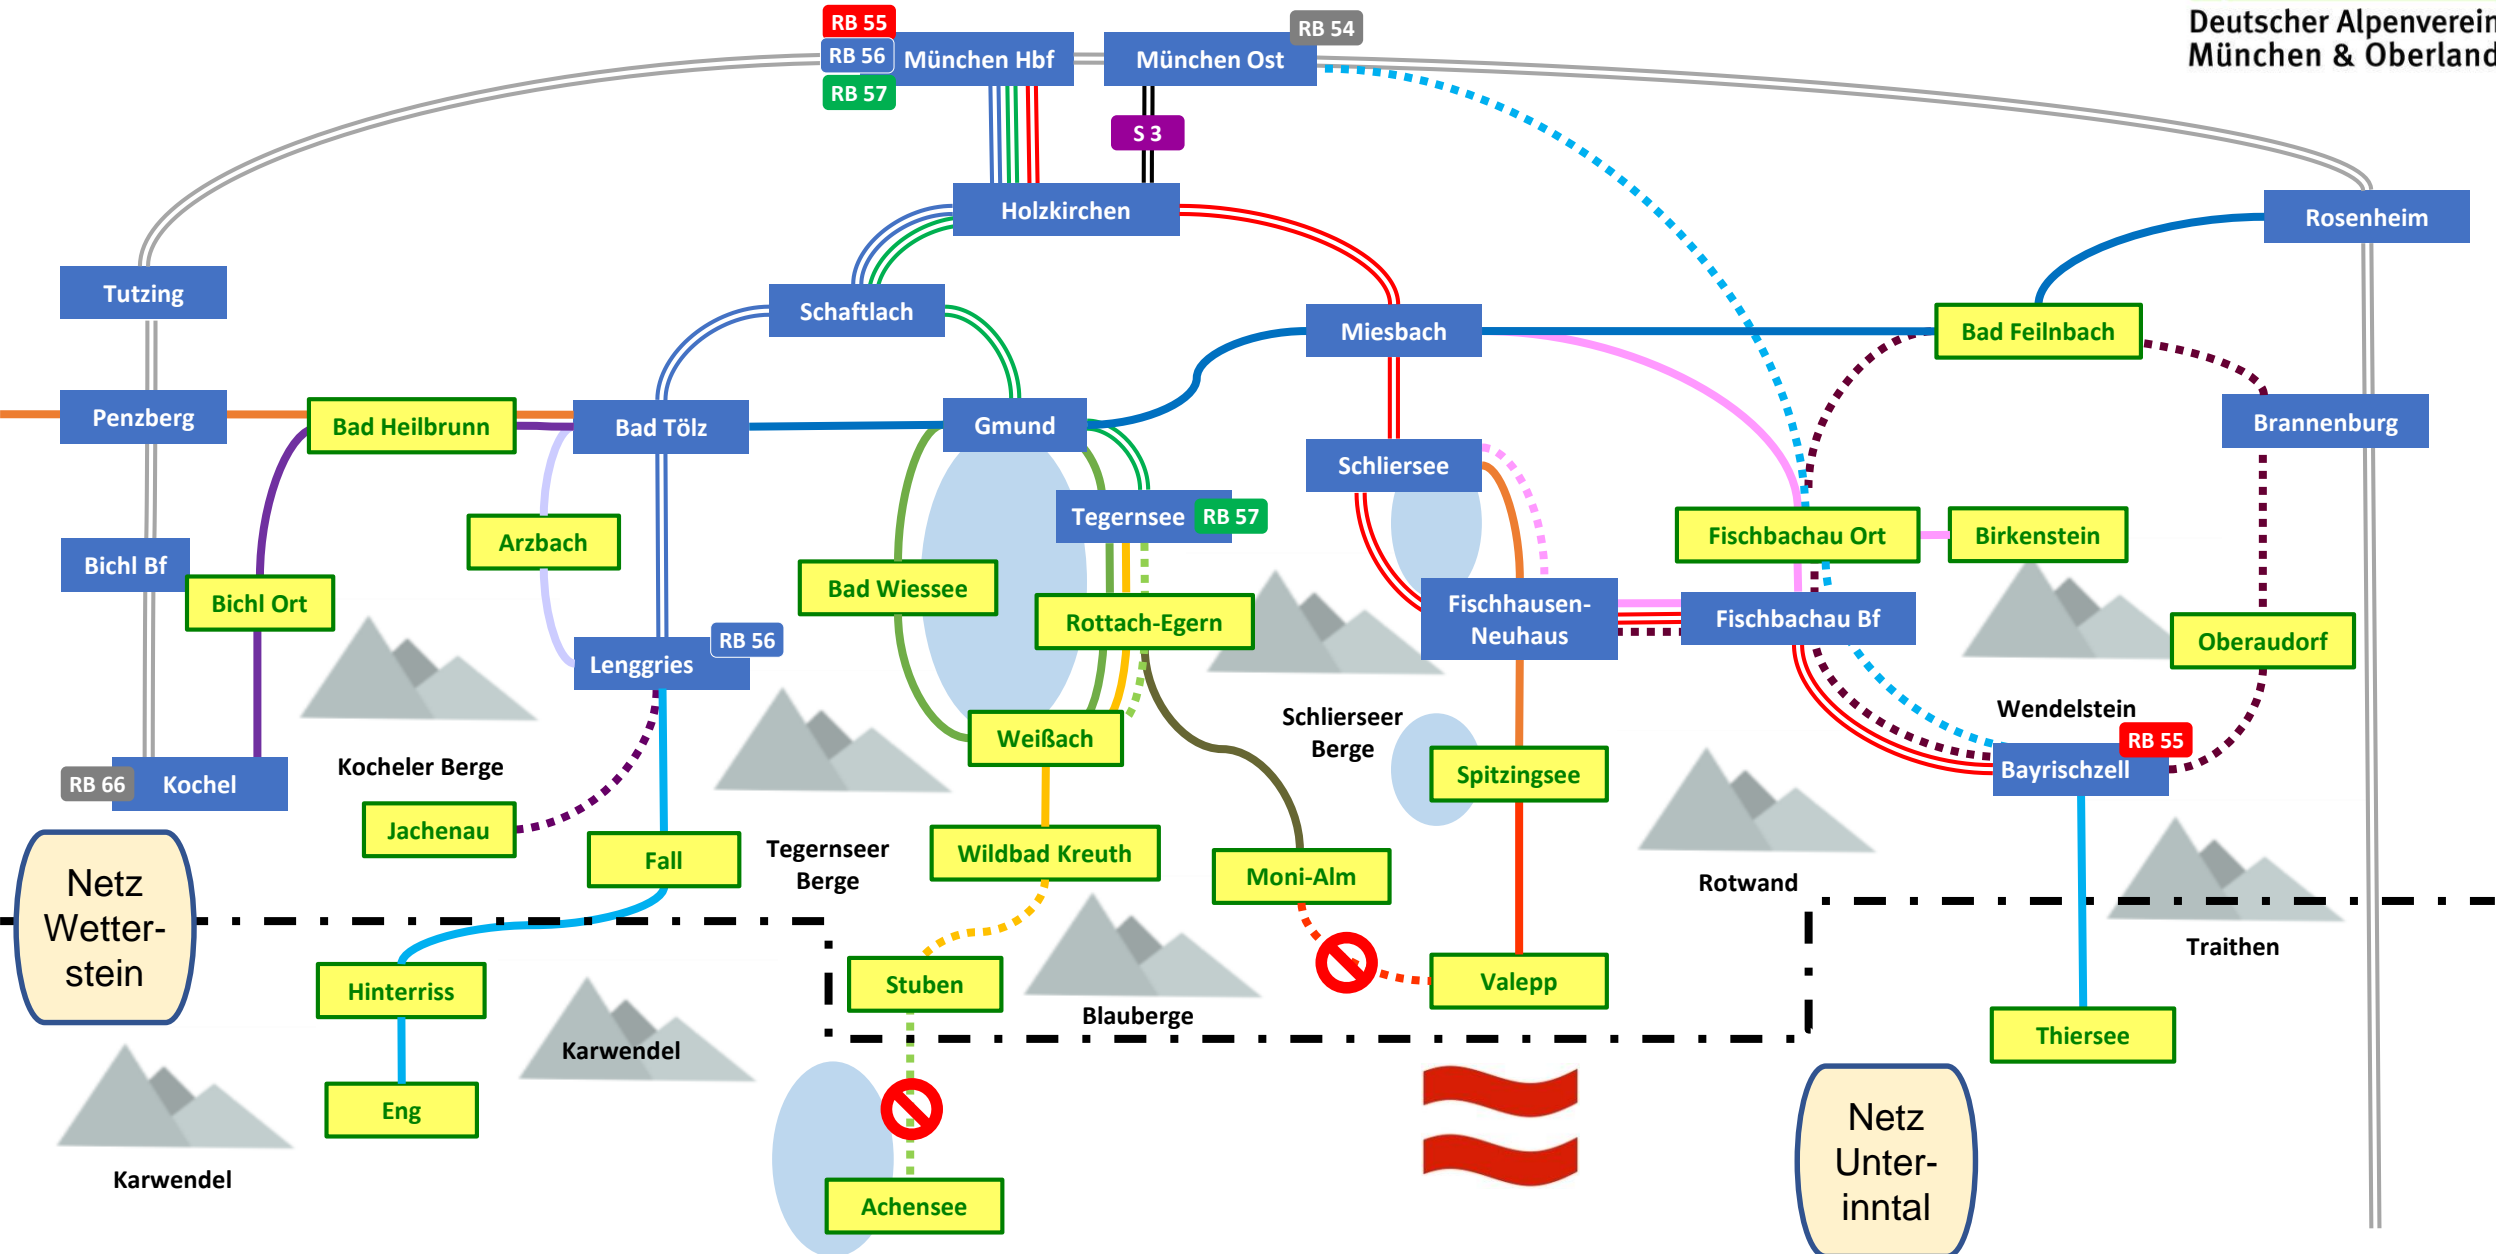 Deutscher Alpenverein
München & Oberland
RB 55
RB 56
RB 57
München Hbf
München Ost
RB 54
S 3
Holzkirchen
Rosenheim
Tutzing
Schaftlach
Miesbach
Bad Feilnbach
Penzberg
Bad Heilbrunn
Bad Tölz
Gmund
Brannenburg
Schliersee
Tegernsee
RB 57
Arzbach
Fischbachau Ort
Birkenstein
Bichl Bf
Bichl Ort
Bad Wiessee
Rottach-Egern
Fischhausen-
Neuhaus
Fischbachau Bf
Oberaudorf
Lenggries
RB 56
Wendelstein
Schlierseer
Berge
Weißach
RB 55
Bayrischzell
Kocheler Berge
Spitzingsee
RB 66
Kochel
Jachenau
Fall
Tegernseer
Berge
Wildbad Kreuth
Moni-Alm
Rotwand
Netz
Wetter-
stein
Traithen
Hinterriss
Stuben
Valepp
Blauberge
Thiersee
Karwendel
Eng
Netz
Unter-
inntal
Karwendel
Achensee